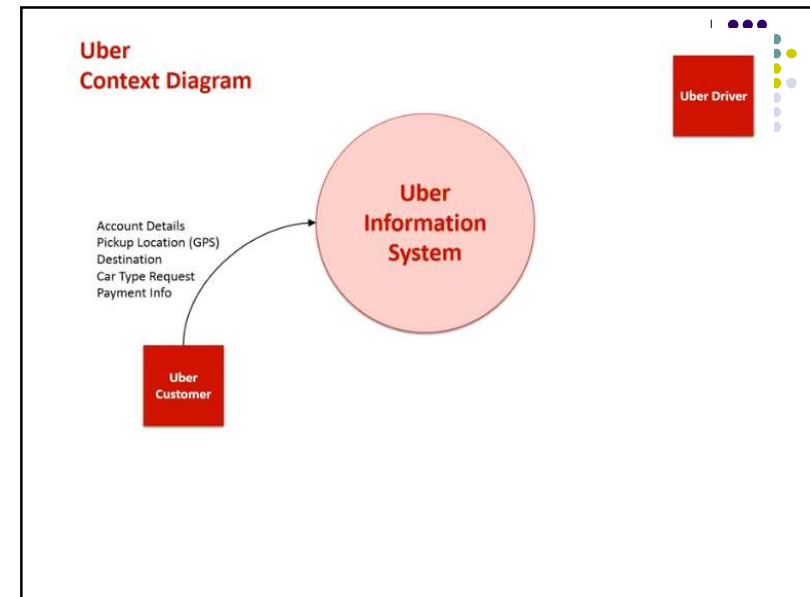 Uber
Context Diagram
Uber Driver
Uber
Information
System
Account Details
Pickup Location (GPS)
Destination
Car Type Request
Payment Info
Uber
Customer